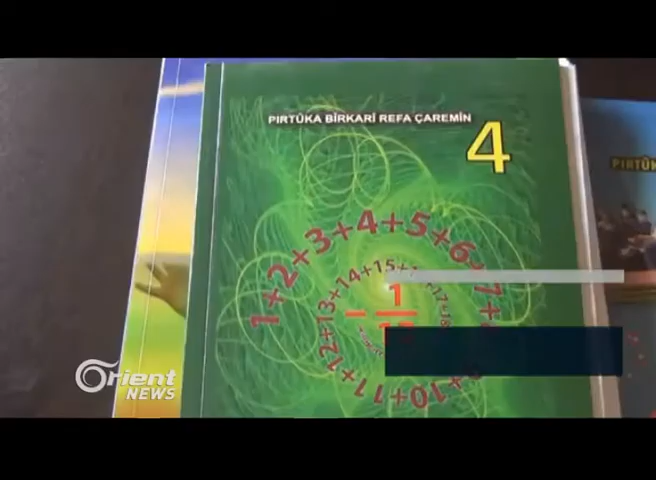 PIRTÛKA BÎRKARÎ REFA ÇAREMÎN
4
PIRTÛK
1+2+3+4+5+6+7+
10+11+12+13+14+15+
1
Orient
NEWS